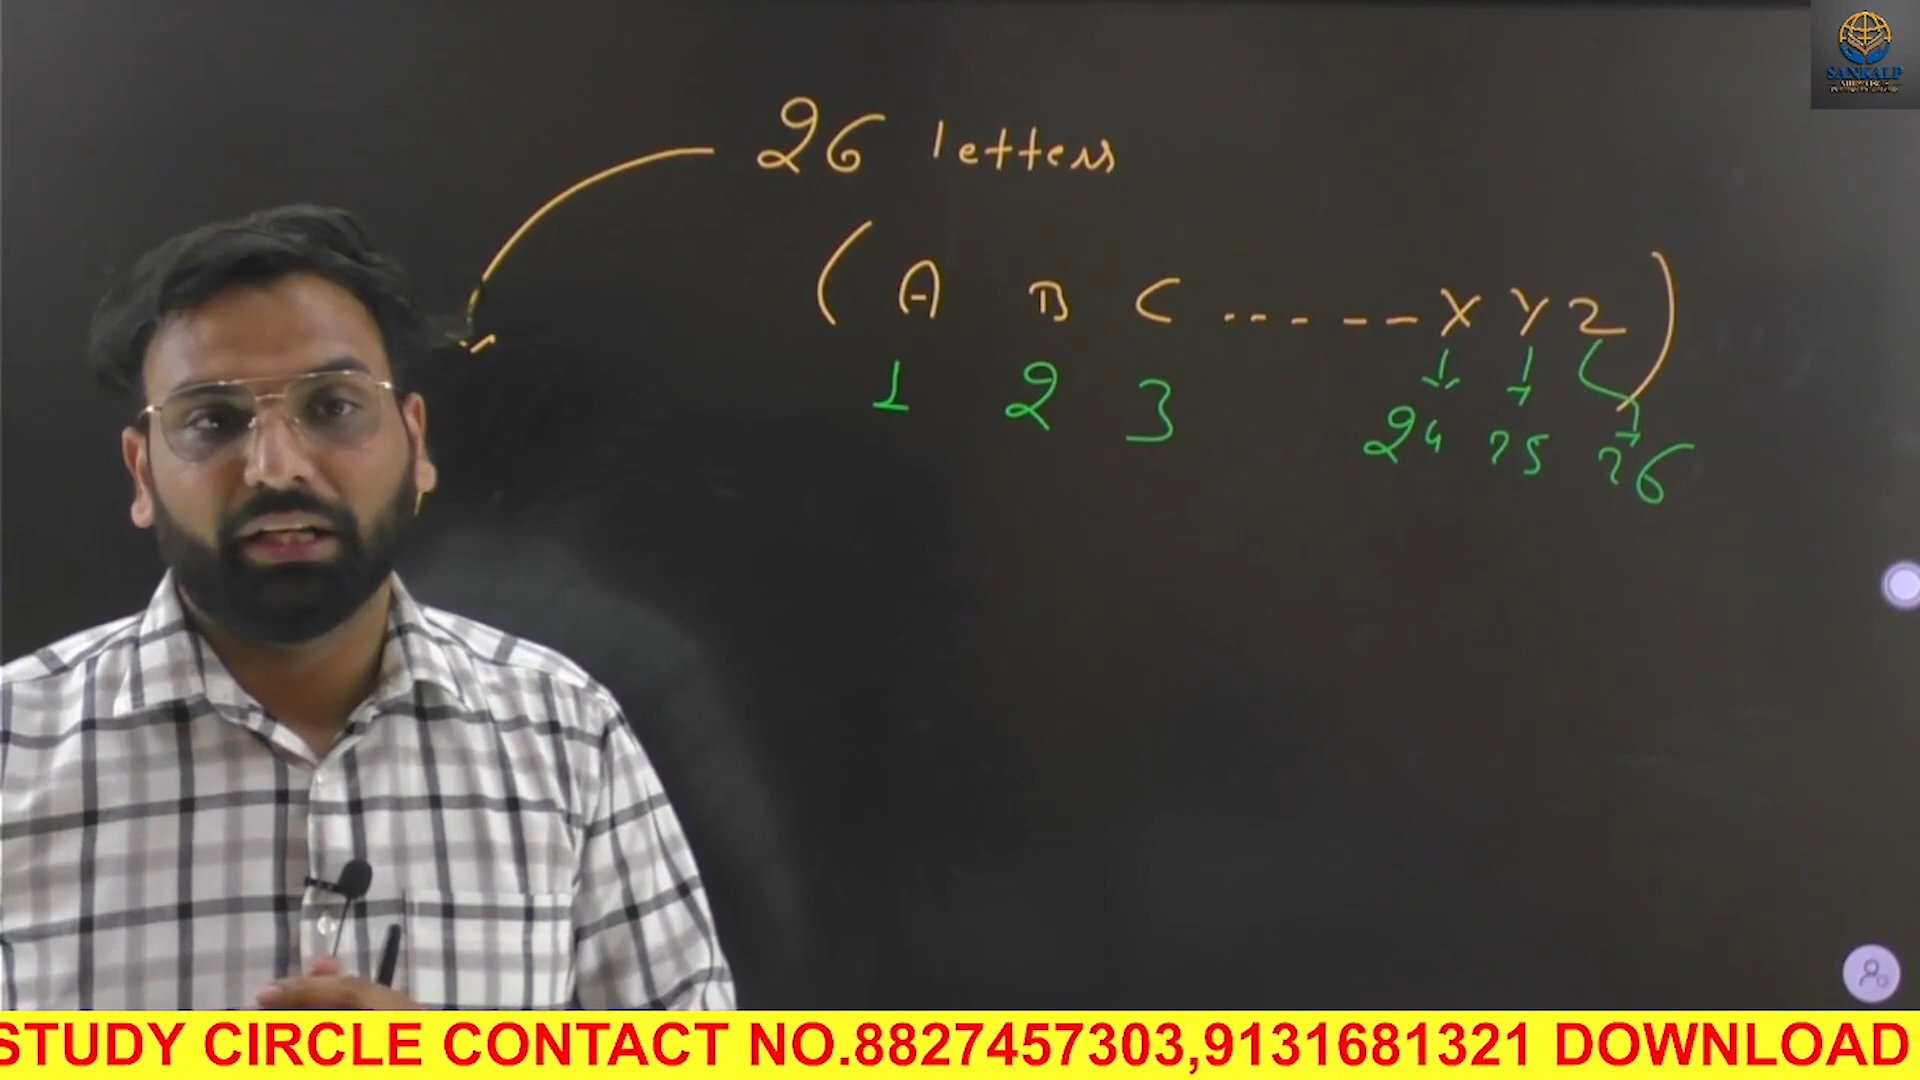 SANKALP
26 letters
( A B C ------ X Y Z )
1 2 3 24 25 26
STUDY CIRCLE CONTACT NO.8827457303,9131681321 DOWNLOAD